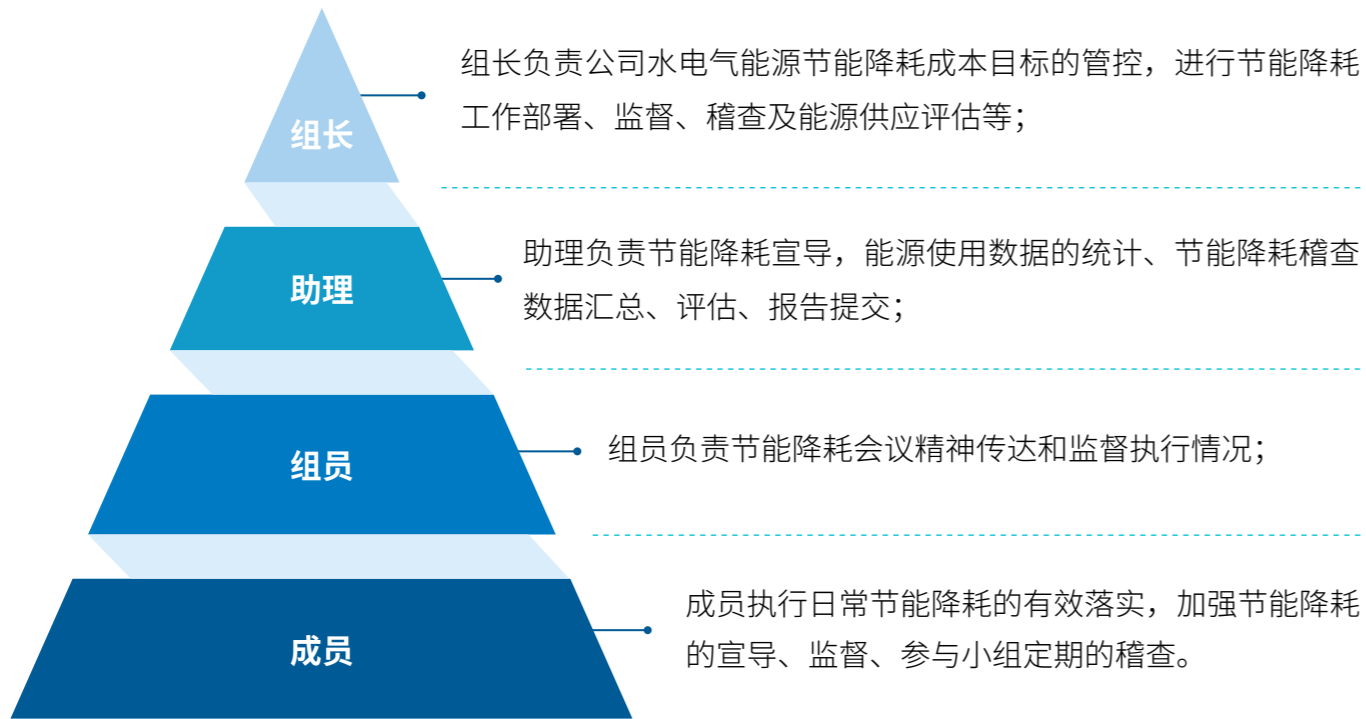 组长负责公司水电气能源节能降耗成本目标的管控，进行节能降耗
工作部署、监督、稽查及能源供应评估等；
组长
助理负责节能降耗宣导，能源使用数据的统计、节能降耗稽查
数据汇总、评估、报告提交；
助理
组员负责节能降耗会议精神传达和监督执行情况；
组员
成员执行日常节能降耗的有效落实，加强节能降耗
的宣导、监督、参与小组定期的稽查。
成员